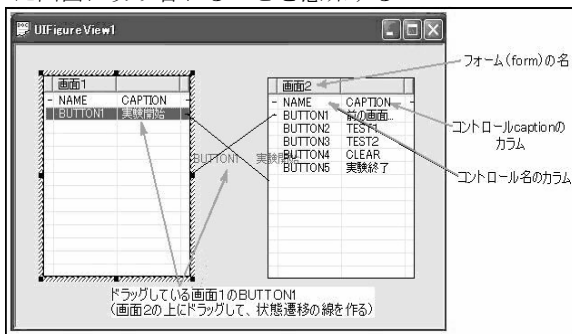 UIFigureView1
画面1
- NAME CAPTION -
BUTTON1 実験開始
画面2
- NAME CAPTION -
BUTTON1 前の画面..
BUTTON2 TEST1
BUTTON3 TEST2
BUTTON4 CLEAR
BUTTON5 実験終了
BUTTON1 実験開始
フォーム(form)の名
コントロールcaptionの
カラム
コントロール名のカラム
ドラッグしている画面1のBUTTON1
(画面2の上にドラッグして、状態遷移の線を作る)